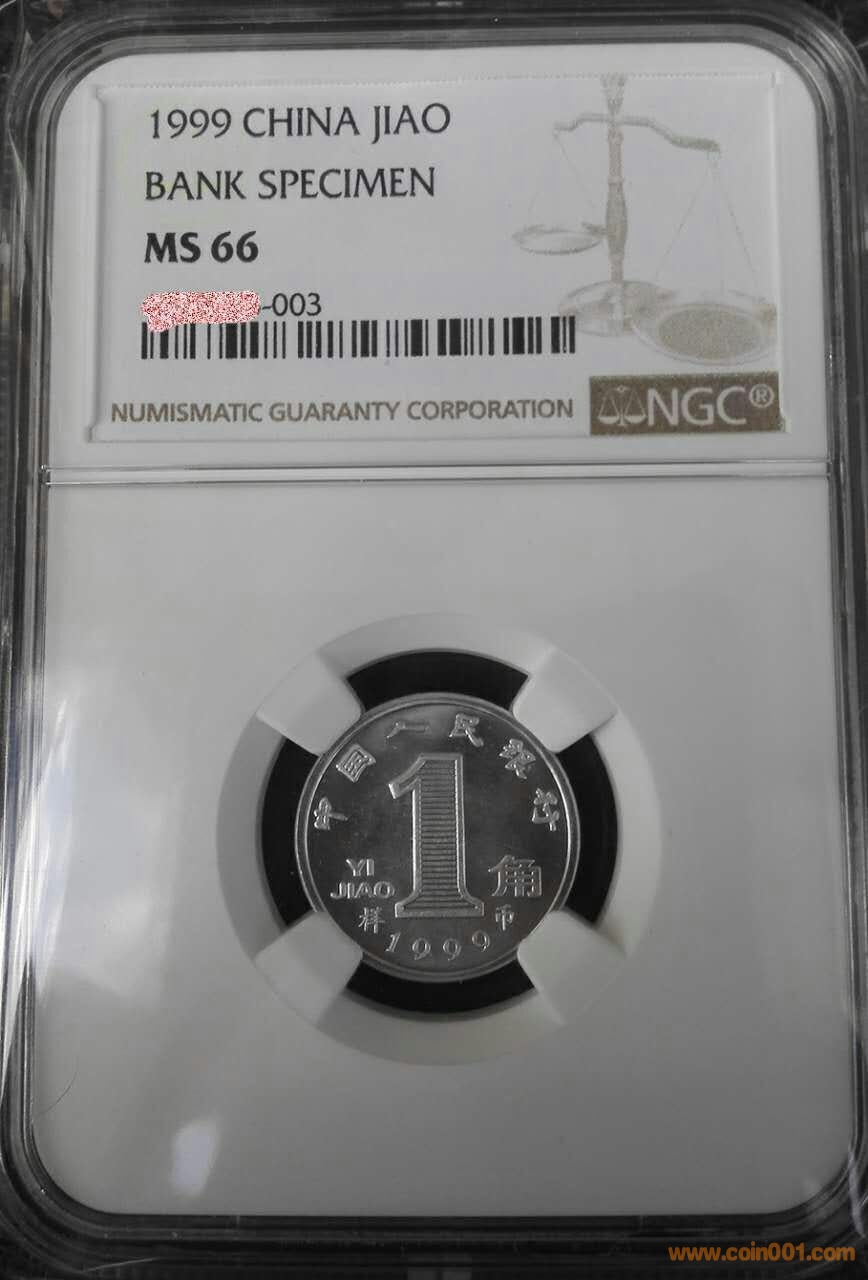 1999 CHINA JIAO
BANK SPECIMEN
MS 66
-003
NUMISMATIC GUARANTY CORPORATION
NGC®
中国人民银行
1
YI
JIAO
角
样 币
1999
www.coin001.com